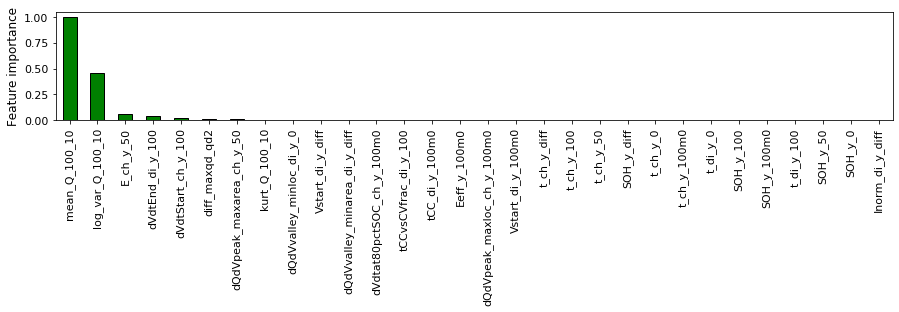 Feature importance
1.00
0.75
0.50
0.25
0.00
mean_Q_100_10
log_var_Q_100_10
E_ch_y_50
dVdtEnd_di_y_100
dVdtStart_ch_y_100
diff_maxqd_qd2
dQdVpeak_maxarea_ch_y_50
kurt_Q_100_10
dQdVvalley_minloc_di_y_0
Vstart_di_y_diff
dQdVvalley_minarea_di_y_diff
dVdtat80pctSOC_ch_y_100m0
tCCvsCVfrac_di_y_100
tCC_di_y_100m0
Eeff_y_100m0
dQdVpeak_maxloc_ch_y_100m0
Vstart_di_y_100m0
t_ch_y_diff
t_ch_y_100
t_ch_y_50
SOH_y_diff
t_ch_y_0
t_ch_y_100m0
t_di_y_0
SOH_y_100
SOH_y_100m0
t_di_y_100
SOH_y_50
SOH_y_0
Inorm_di_y_diff